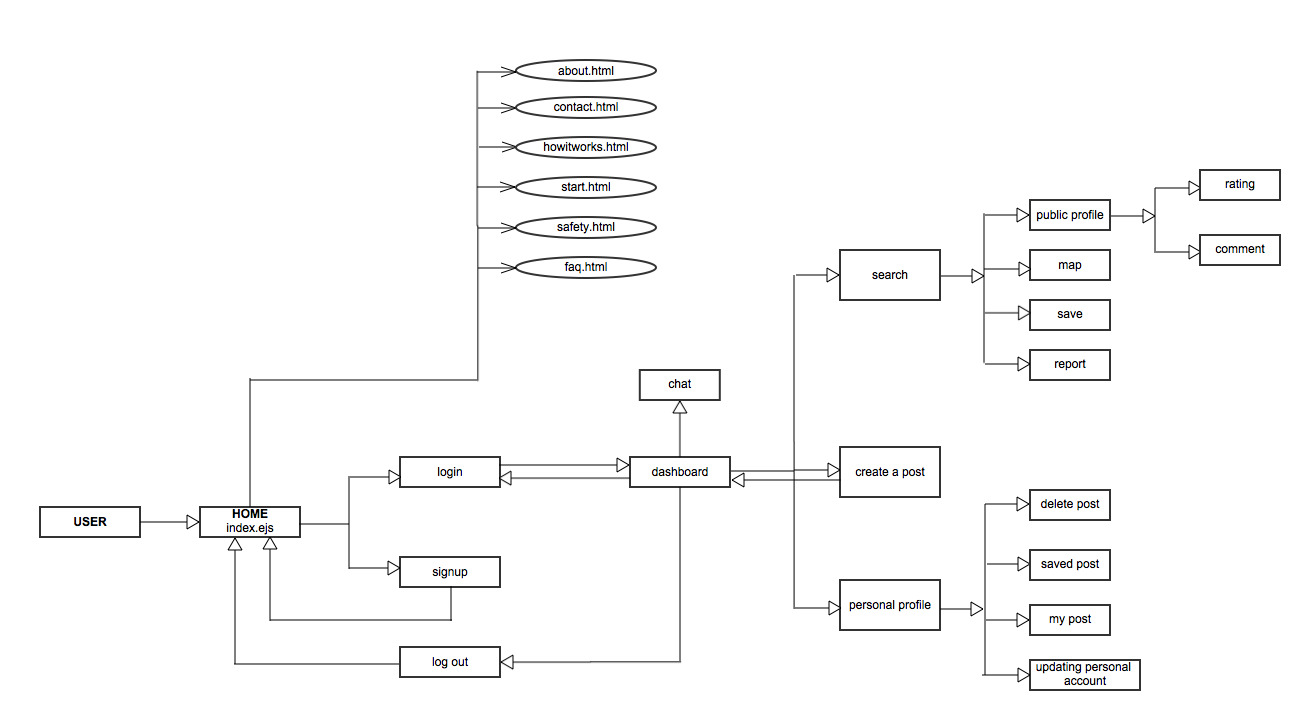 about.html
contact.html
howitworks.html
start.html
safety.html
faq.html
rating
public profile
comment
map
search
save
report
chat
login
dashboard
create a post
USER
HOME
index.ejs
signup
log out
personal profile
delete post
saved post
my post
updating personal
account